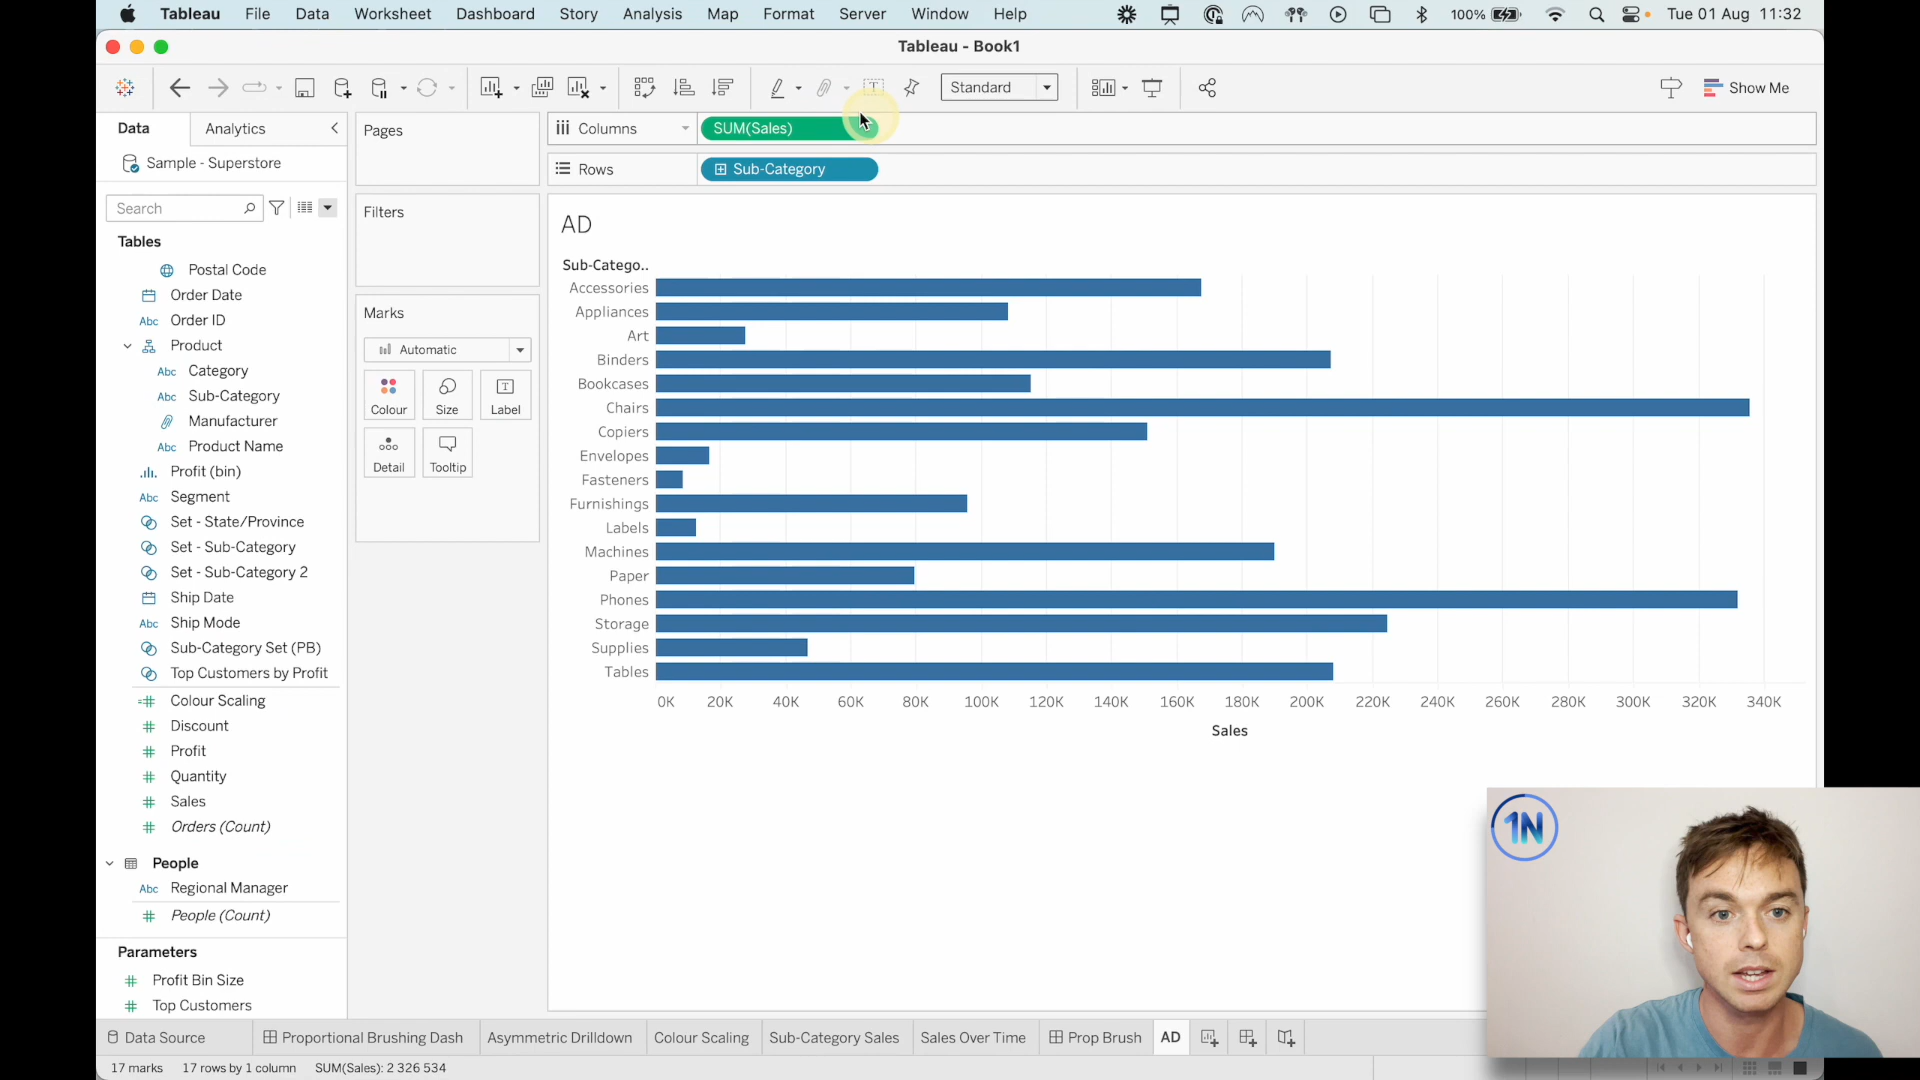 Tableau File Data Worksheet Dashboard Story Analysis Map Format Server Window Help 100% Tue 01 Aug 11:32
Tableau - Book1
Standard Show Me
Data Analytics
Sample - Superstore
Search
Tables
Postal Code
Order Date
Abc Order ID
Product
Abc Category
Abc Sub-Category
Manufacturer
Abc Product Name
Profit (bin)
Abc Segment
Set - State/Province
Set - Sub-Category
Set - Sub-Category 2
Ship Date
Abc Ship Mode
Sub-Category Set (PB)
Top Customers by Profit
=# Colour Scaling
# Discount
# Profit
# Quantity
# Sales
# Orders (Count)
People
Abc Regional Manager
# People (Count)
Parameters
# Profit Bin Size
# Top Customers
Pages
Filters
Marks
Automatic
Colour Size Label
Detail Tooltip
Columns SUM(Sales)
Rows Sub-Category
AD
Sub-Catego..
Accessories
Appliances
Art
Binders
Bookcases
Chairs
Copiers
Envelopes
Fasteners
Furnishings
Labels
Machines
Paper
Phones
Storage
Supplies
Tables
0K 20K 40K 60K 80K 100K 120K 140K 160K 180K 200K 220K 240K 260K 280K 300K 320K 340K
Sales
1N
Data Source Proportional Brushing Dash Asymmetric Drilldown Colour Scaling Sub-Category Sales Sales Over Time Prop Brush AD
17 marks 17 rows by 1 column SUM(Sales): 2 326 534